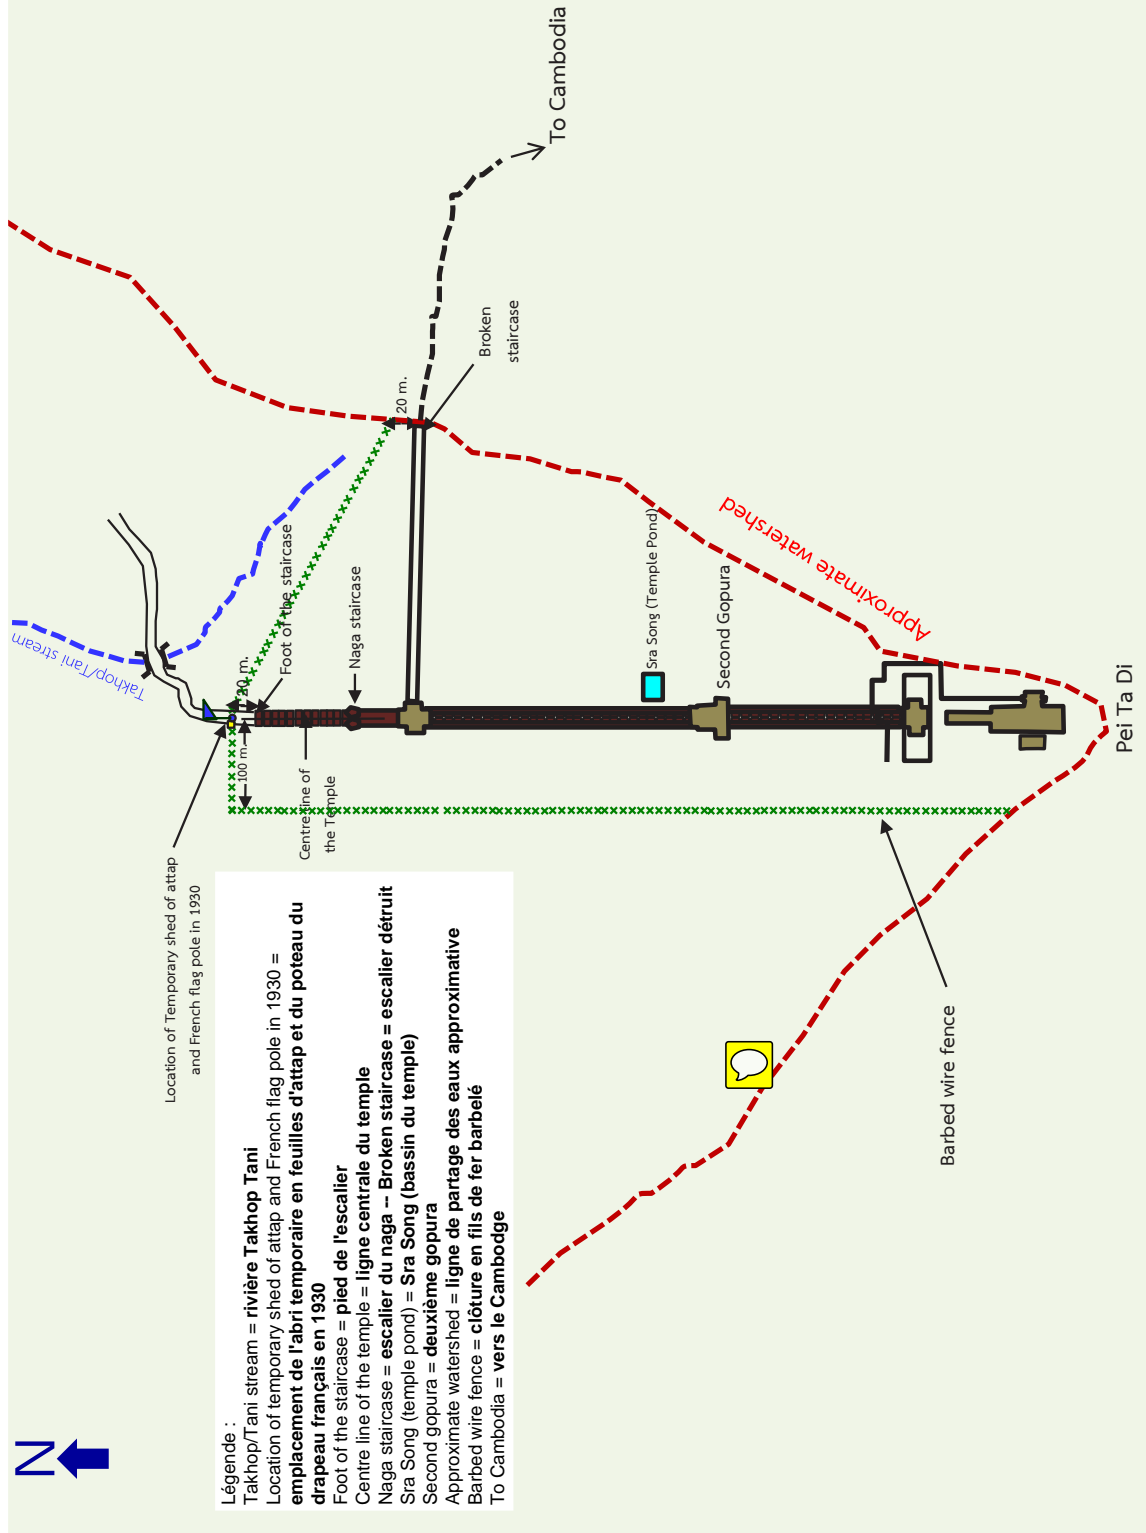 N
Légende :
Takhop/Tani stream = rivière Takhop Tani
Location of temporary shed of attap and French flag pole in 1930 =
emplacement de l'abri temporaire en feuilles d'attap et du poteau du
drapeau français en 1930
Foot of the staircase = pied de l'escalier
Centre line of the temple = ligne centrale du temple
Naga staircase = escalier du naga -- Broken staircase = escalier détruit
Sra Song (temple pond) = Sra Song (bassin du temple)
Second gopura = deuxième gopura
Approximate watershed = ligne de partage des eaux approximative
Barbed wire fence = clôture en fils de fer barbelé
To Cambodia = vers le Cambodge
Location of Temporary shed of attap
and French flag pole in 1930
Takhop/Tani stream
20 m.
100 m.
Foot of the staircase
Centre line of
the Temple
Naga staircase
20 m.
Broken
staircase
To Cambodia
Sra Song (Temple Pond)
Second Gopura
Approximate watershed
Barbed wire fence
Pei Ta Di